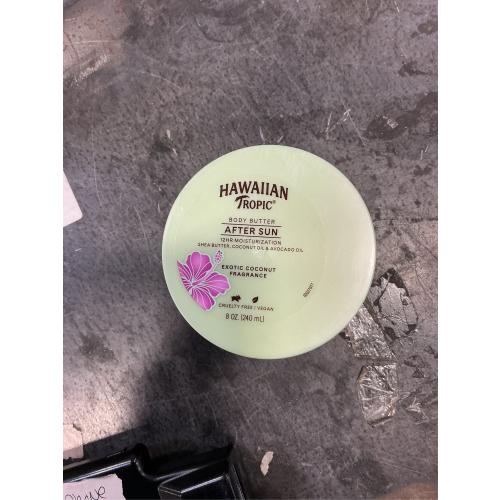 HAWAIIAN
TROPIC®
BODY BUTTER
AFTER SUN
12HR MOISTURIZATION
SHEA BUTTER, COCONUT OIL & AVOCADO OIL
EXOTIC COCONUT
FRAGRANCE
CRUELTY FREE | VEGAN
8 OZ. (240 mL)